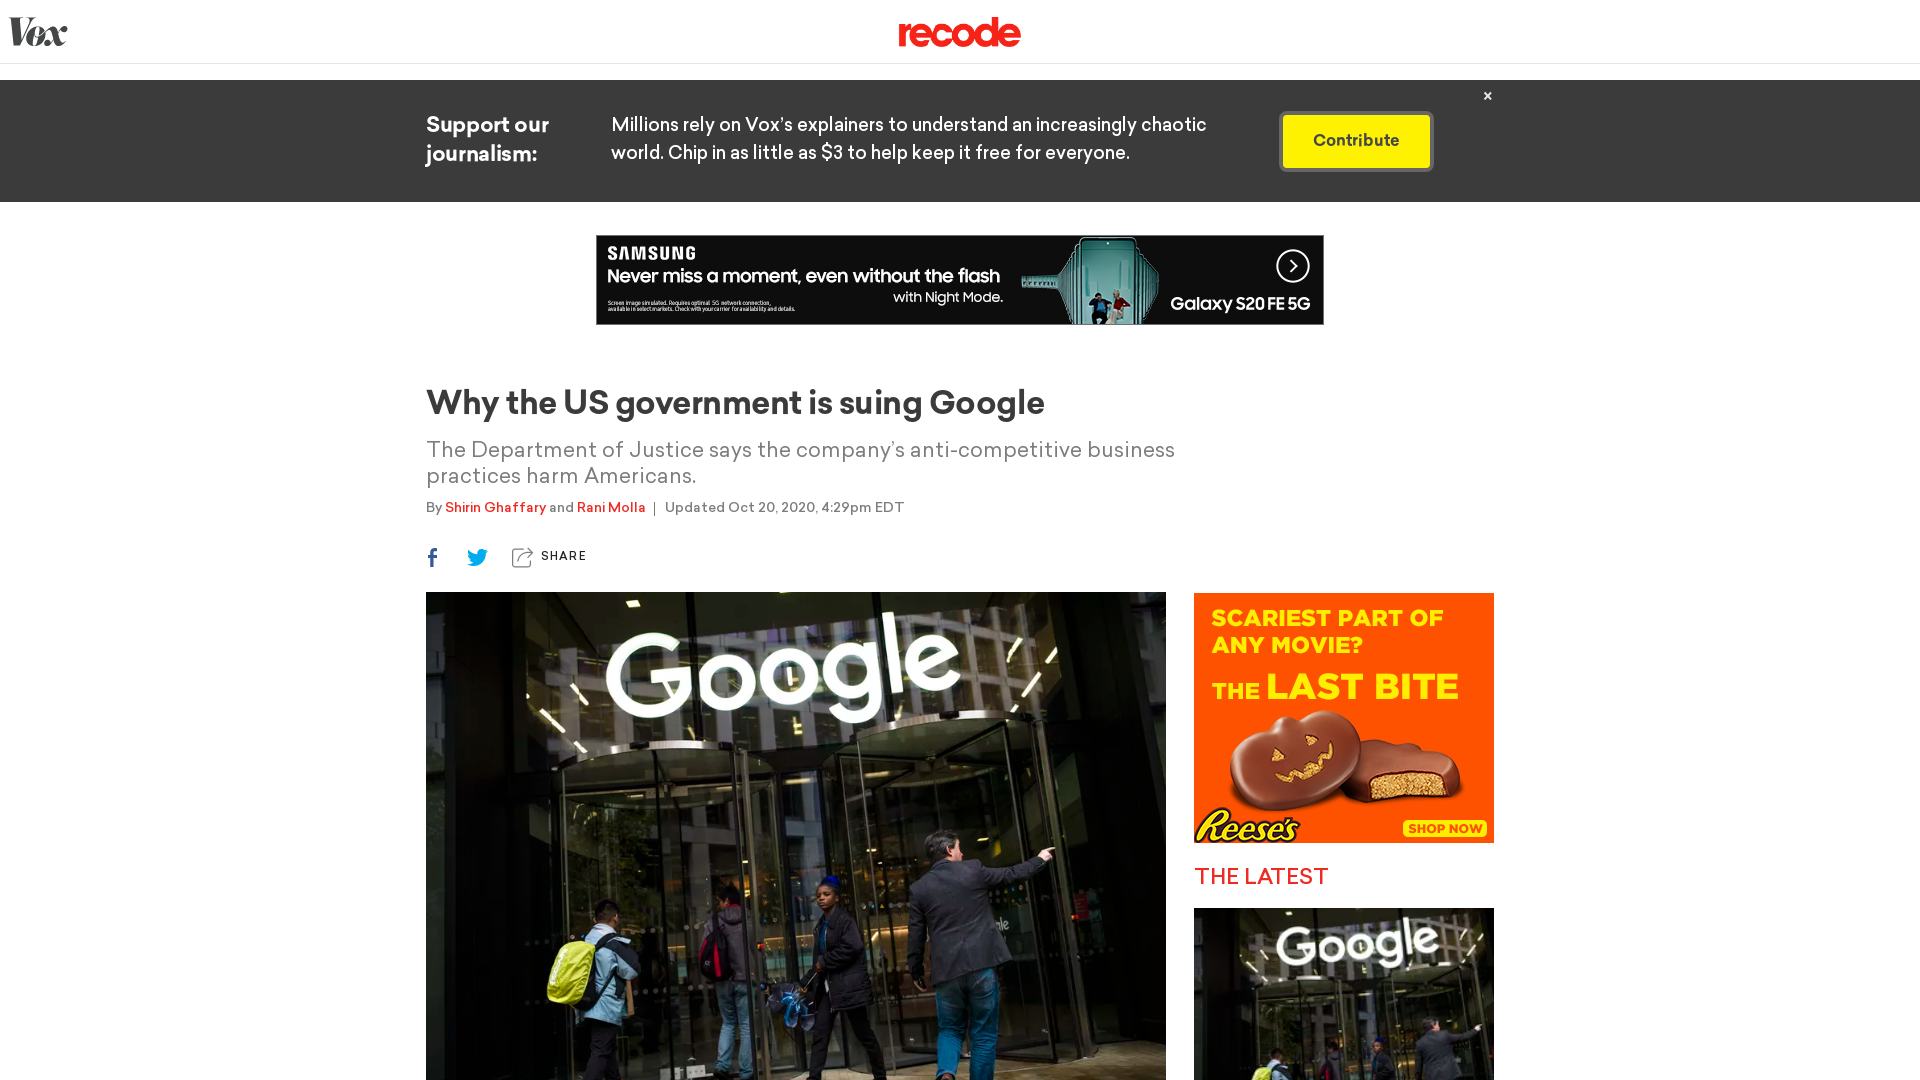 Vox
recode
×
Support our
journalism:
Millions rely on Vox’s explainers to understand an increasingly chaotic
world. Chip in as little as $3 to help keep it free for everyone.
Contribute
SAMSUNG
Never miss a moment, even without the flash
with Night Mode.
Screen image simulated. Requires optimal 5G network connection,
available in select markets. Check with your carrier for availability and details.
Galaxy S20 FE 5G
Why the US government is suing Google
The Department of Justice says the company’s anti-competitive business
practices harm Americans.
By Shirin Ghaffary and Rani Molla | Updated Oct 20, 2020, 4:29pm EDT
SHARE
Google
SCARIEST PART OF
ANY MOVIE?
THE LAST BITE
Reese's
SHOP NOW
THE LATEST
Google